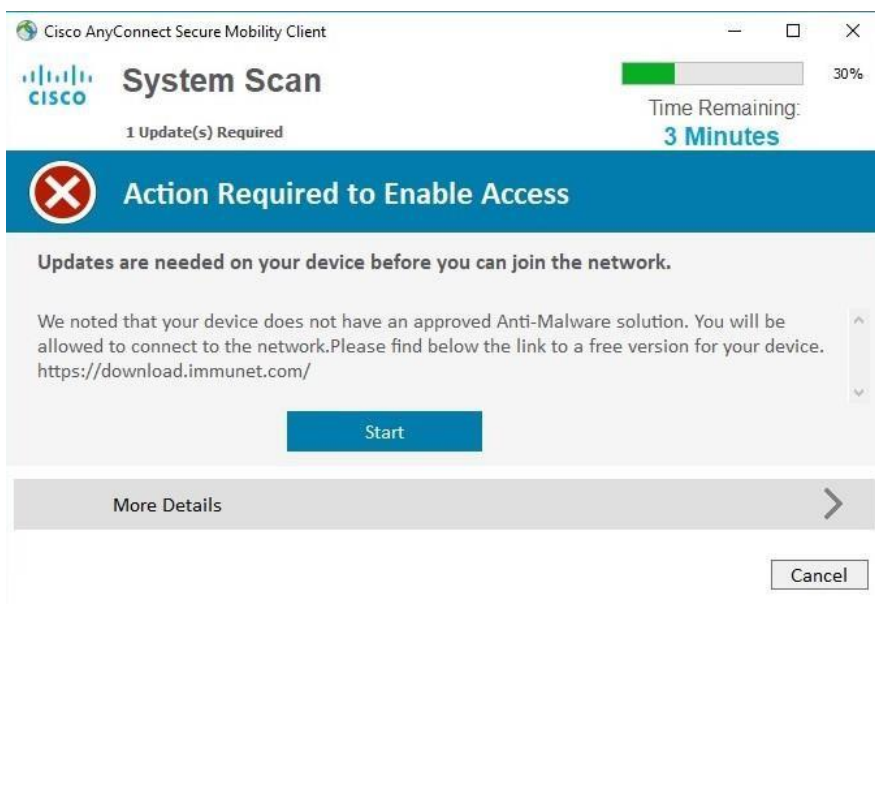 Cisco AnyConnect Secure Mobility Client
CISCO
System Scan
30%
Time Remaining:
1 Update(s) Required
3 Minutes
Action Required to Enable Access
Updates are needed on your device before you can join the network.
We noted that your device does not have an approved Anti-Malware solution. You will be
allowed to connect to the network.Please find below the link to a free version for your device.
https://download.immunet.com/
Start
More Details
Cancel